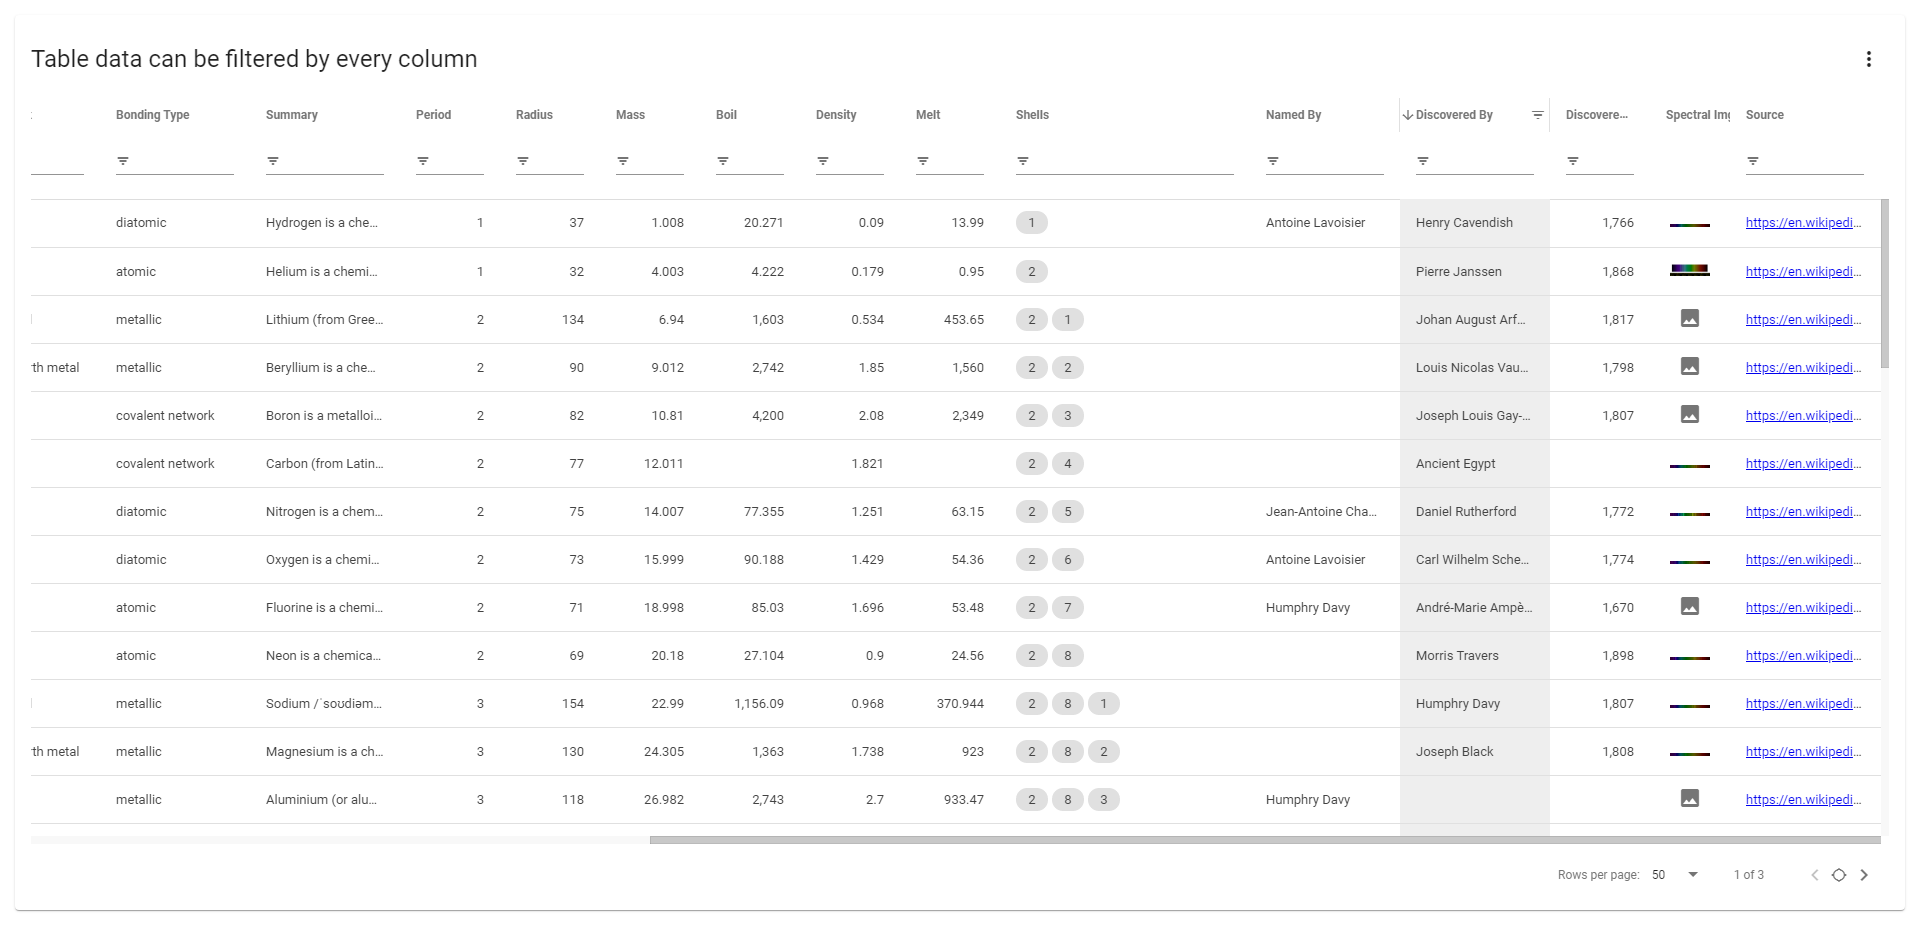 Table data can be filtered by every column
Bonding Type Summary Period Radius Mass Boil Density Melt Shells Named By Discovered By Discovere... Spectral Img Source
diatomic Hydrogen is a che... 1 37 1.008 20.271 0.09 13.99 1 Antoine Lavoisier Henry Cavendish 1,766 https://en.wikipedi...
atomic Helium is a chemi... 1 32 4.003 4.222 0.179 0.95 2 Pierre Janssen 1,868 https://en.wikipedi...
metallic Lithium (from Gree... 2 134 6.94 1,603 0.534 453.65 2 1 Johan August Arf... 1,817 https://en.wikipedi...
th metal metallic Beryllium is a che... 2 90 9.012 2,742 1.85 1,560 2 2 Louis Nicolas Vau... 1,798 https://en.wikipedi...
covalent network Boron is a metalloi... 2 82 10.81 4,200 2.08 2,349 2 3 Joseph Louis Gay-... 1,807 https://en.wikipedi...
covalent network Carbon (from Latin... 2 77 12.011 1.821 2 4 Ancient Egypt https://en.wikipedi...
diatomic Nitrogen is a chem... 2 75 14.007 77.355 1.251 63.15 2 5 Jean-Antoine Cha... Daniel Rutherford 1,772 https://en.wikipedi...
diatomic Oxygen is a chemi... 2 73 15.999 90.188 1.429 54.36 2 6 Antoine Lavoisier Carl Wilhelm Sche... 1,774 https://en.wikipedi...
atomic Fluorine is a chemi... 2 71 18.998 85.03 1.696 53.48 2 7 Humphry Davy André-Marie Ampè... 1,670 https://en.wikipedi...
atomic Neon is a chemica... 2 69 20.18 27.104 0.9 24.56 2 8 Morris Travers 1,898 https://en.wikipedi...
metallic Sodium /ˈsoʊdiəm... 3 154 22.99 1,156.09 0.968 370.944 2 8 1 Humphry Davy 1,807 https://en.wikipedi...
th metal metallic Magnesium is a ch... 3 130 24.305 1,363 1.738 923 2 8 2 Joseph Black 1,808 https://en.wikipedi...
metallic Aluminium (or alu... 3 118 26.982 2,743 2.7 933.47 2 8 3 Humphry Davy https://en.wikipedi...
Rows per page: 50 1 of 3